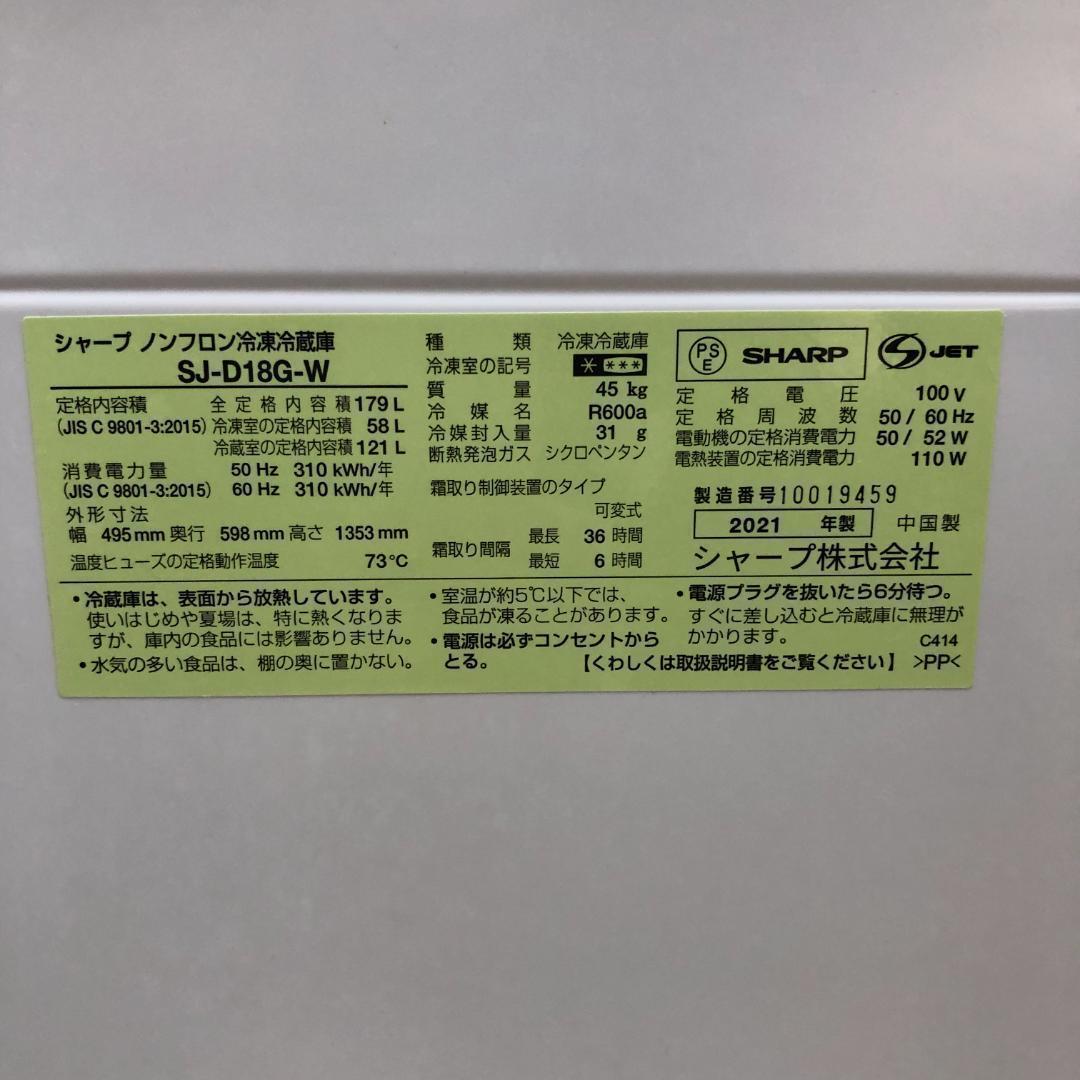 シャープ ノンフロン冷凍冷蔵庫
SJ-D18G-W
定格内容積 全定格内容積 179 L
(JIS C 9801-3:2015) 冷凍室の定格内容積 58 L
冷蔵室の定格内容積 121 L
消費電力量 50 Hz 310 kWh/年
(JIS C 9801-3:2015) 60 Hz 310 kWh/年
外形寸法
幅 495 mm 奥行 598 mm 高さ 1353 mm
温度ヒューズの定格動作温度 73℃
種類 冷凍冷蔵庫
冷凍室の記号 * ***
質量 45 kg
冷媒名 R600a
冷媒封入量 31 g
断熱発泡ガス シクロペンタン
霜取り制御装置のタイプ
可変式
霜取り間隔 最長 36 時間
最短 6 時間
PSE SHARP JET
定格電圧 100 V
定格周波数 50 / 60 Hz
電動機の定格消費電力 50 / 52 W
電熱装置の定格消費電力 110 W
製造番号 10019459
2021 年製 中国製
シャープ株式会社
・冷蔵庫は、表面から放熱しています。
使いはじめや夏場は、特に熱くなりま
すが、庫内の食品には影響ありません。
・水気の多い食品は、棚の奥に置かない。
・室温が約5℃以下では、
食品が凍ることがあります。
・電源は必ずコンセントから
とる。
・電源プラグを抜いたら6分待つ。
すぐに差し込むと冷蔵庫に無理が
かかります。 C414
【くわしくは取扱説明書をご覧ください】 >PP<